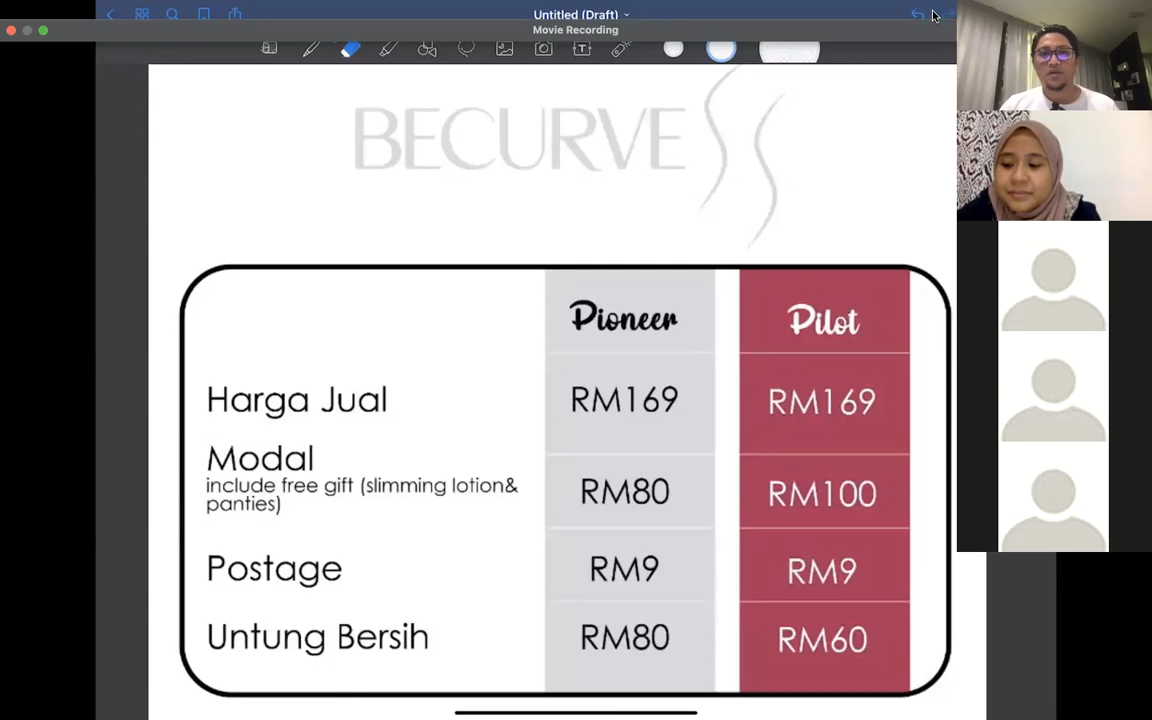 Untitled (Draft)
Movie Recording
BECURVE
Pioneer
Pilot
Harga Jual
RM169
RM169
Modal
include free gift (slimming lotion&
panties)
RM80
RM100
Postage
RM9
RM9
Untung Bersih
RM80
RM60